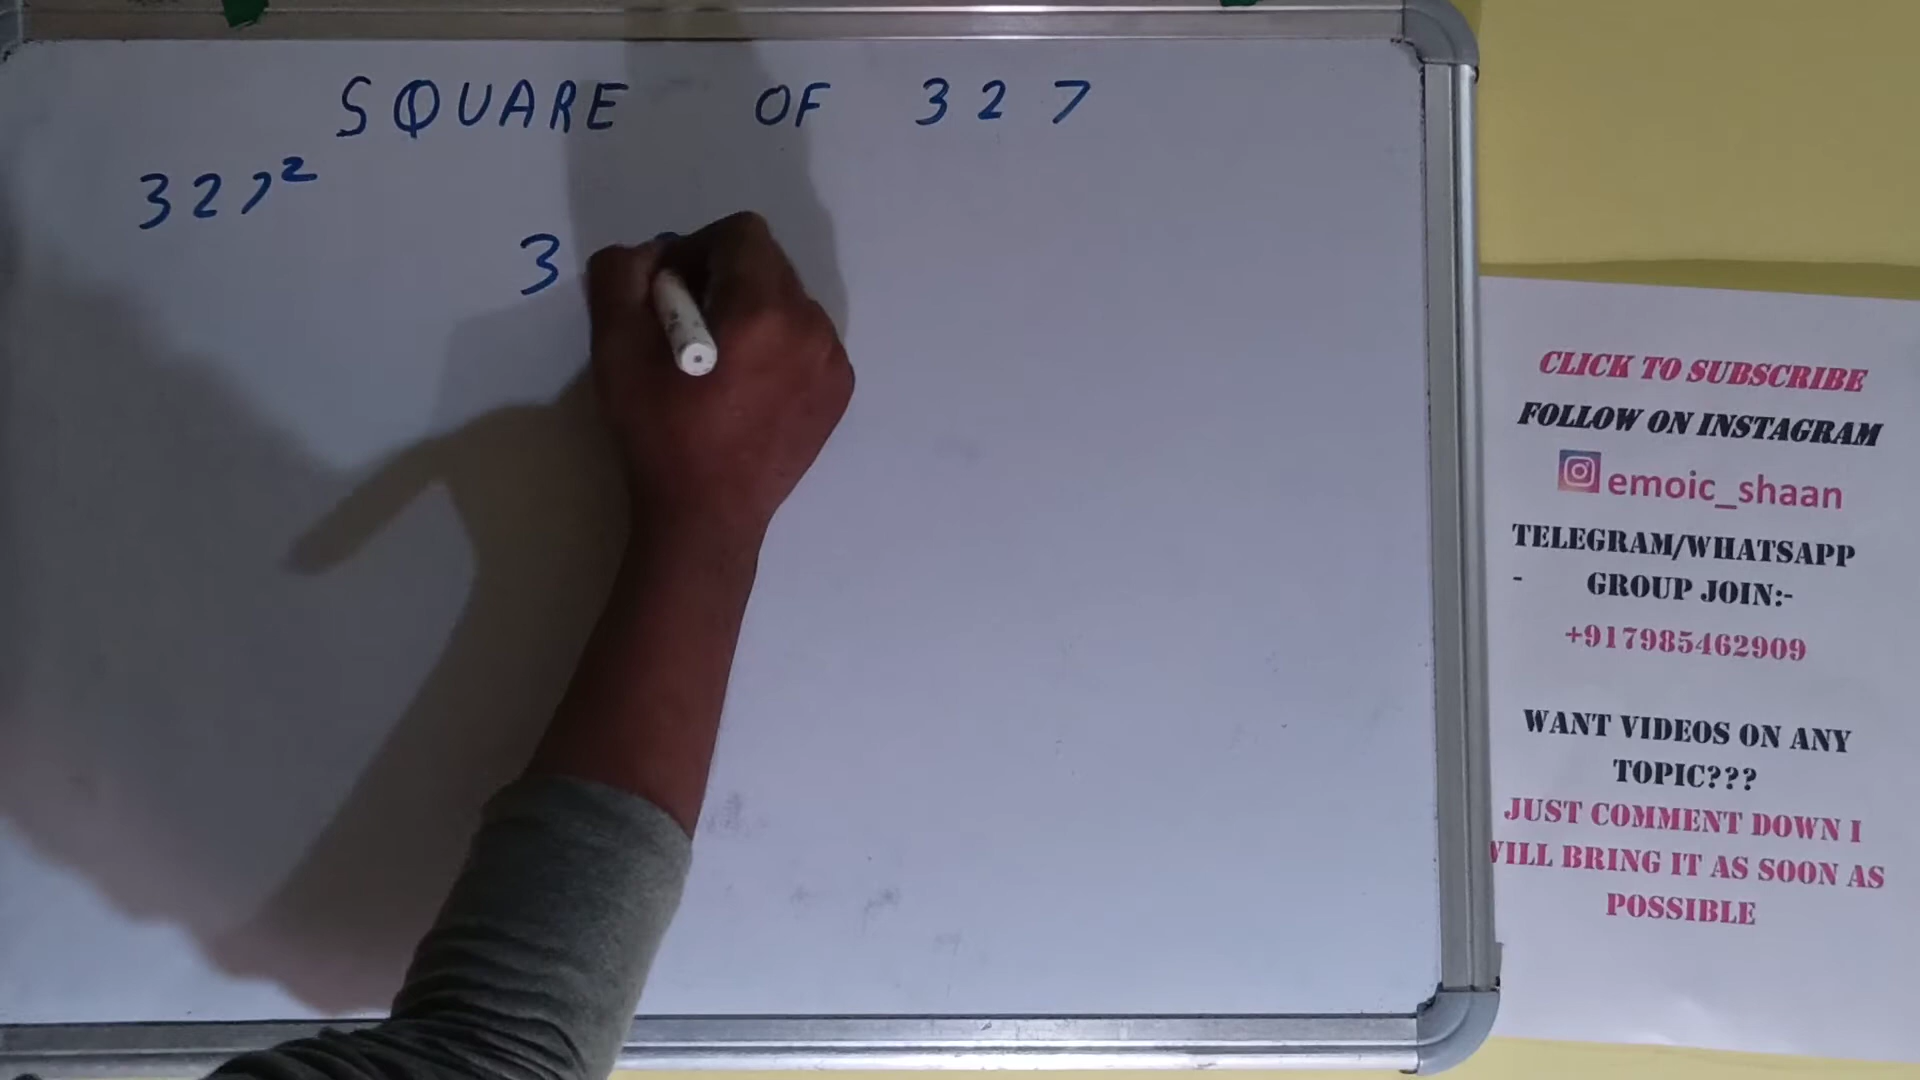 SQUARE OF 327
327²
3
CLICK TO SUBSCRIBE
FOLLOW ON INSTAGRAM
emoic_shaan
TELEGRAM/WHATSAPP
- GROUP JOIN:-
+917985462909
WANT VIDEOS ON ANY
TOPIC???
JUST COMMENT DOWN I
WILL BRING IT AS SOON AS
POSSIBLE